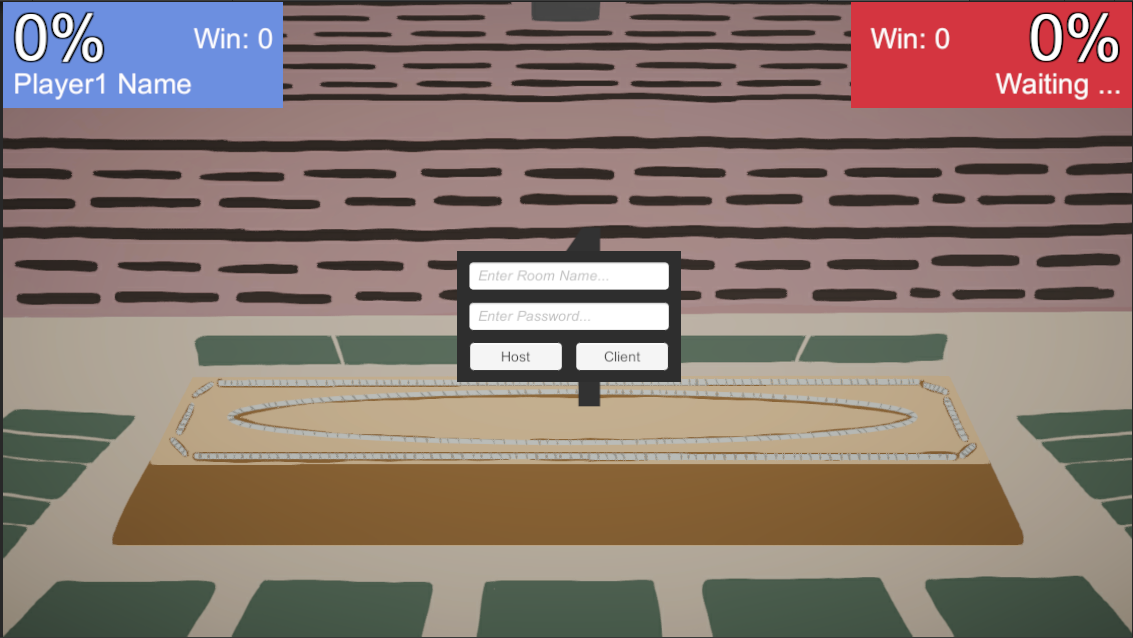 0%
Win: 0
Player1 Name
Win: 0
0%
Waiting ...
Enter Room Name...
Enter Password...
Host
Client